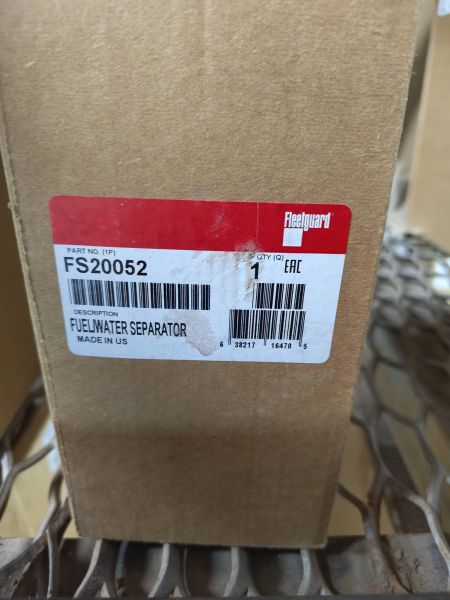 Fleetguard
PART NO. (1P)
QTY (Q)
FS20052
1
EAC
DESCRIPTION
FUEL/WATER SEPARATOR
MADE IN US
6 38217 16470 5